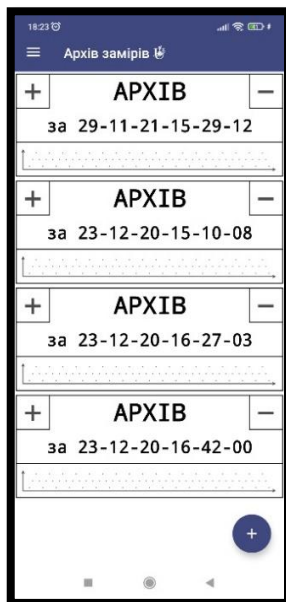 18:23
Архів замірів
+ АРХІВ −
за 29-11-21-15-29-12
+ АРХІВ −
за 23-12-20-15-10-08
+ АРХІВ −
за 23-12-20-16-27-03
+ АРХІВ −
за 23-12-20-16-42-00
+